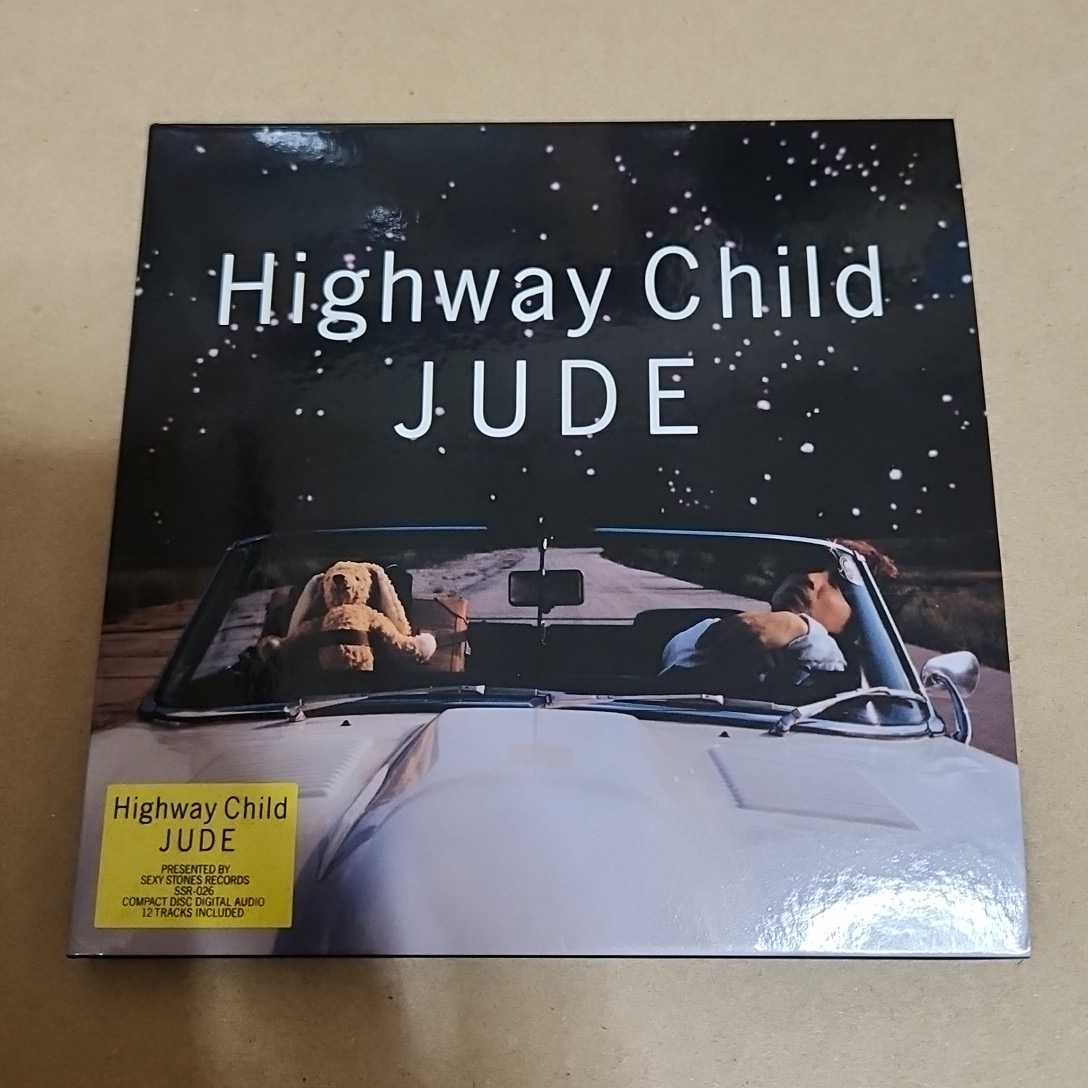 Highway Child
JUDE
Highway Child
JUDE
PRESENTED BY
SEXY STONES RECORDS
SSR-026
COMPACT DISC DIGITAL AUDIO
12 TRACKS INCLUDED